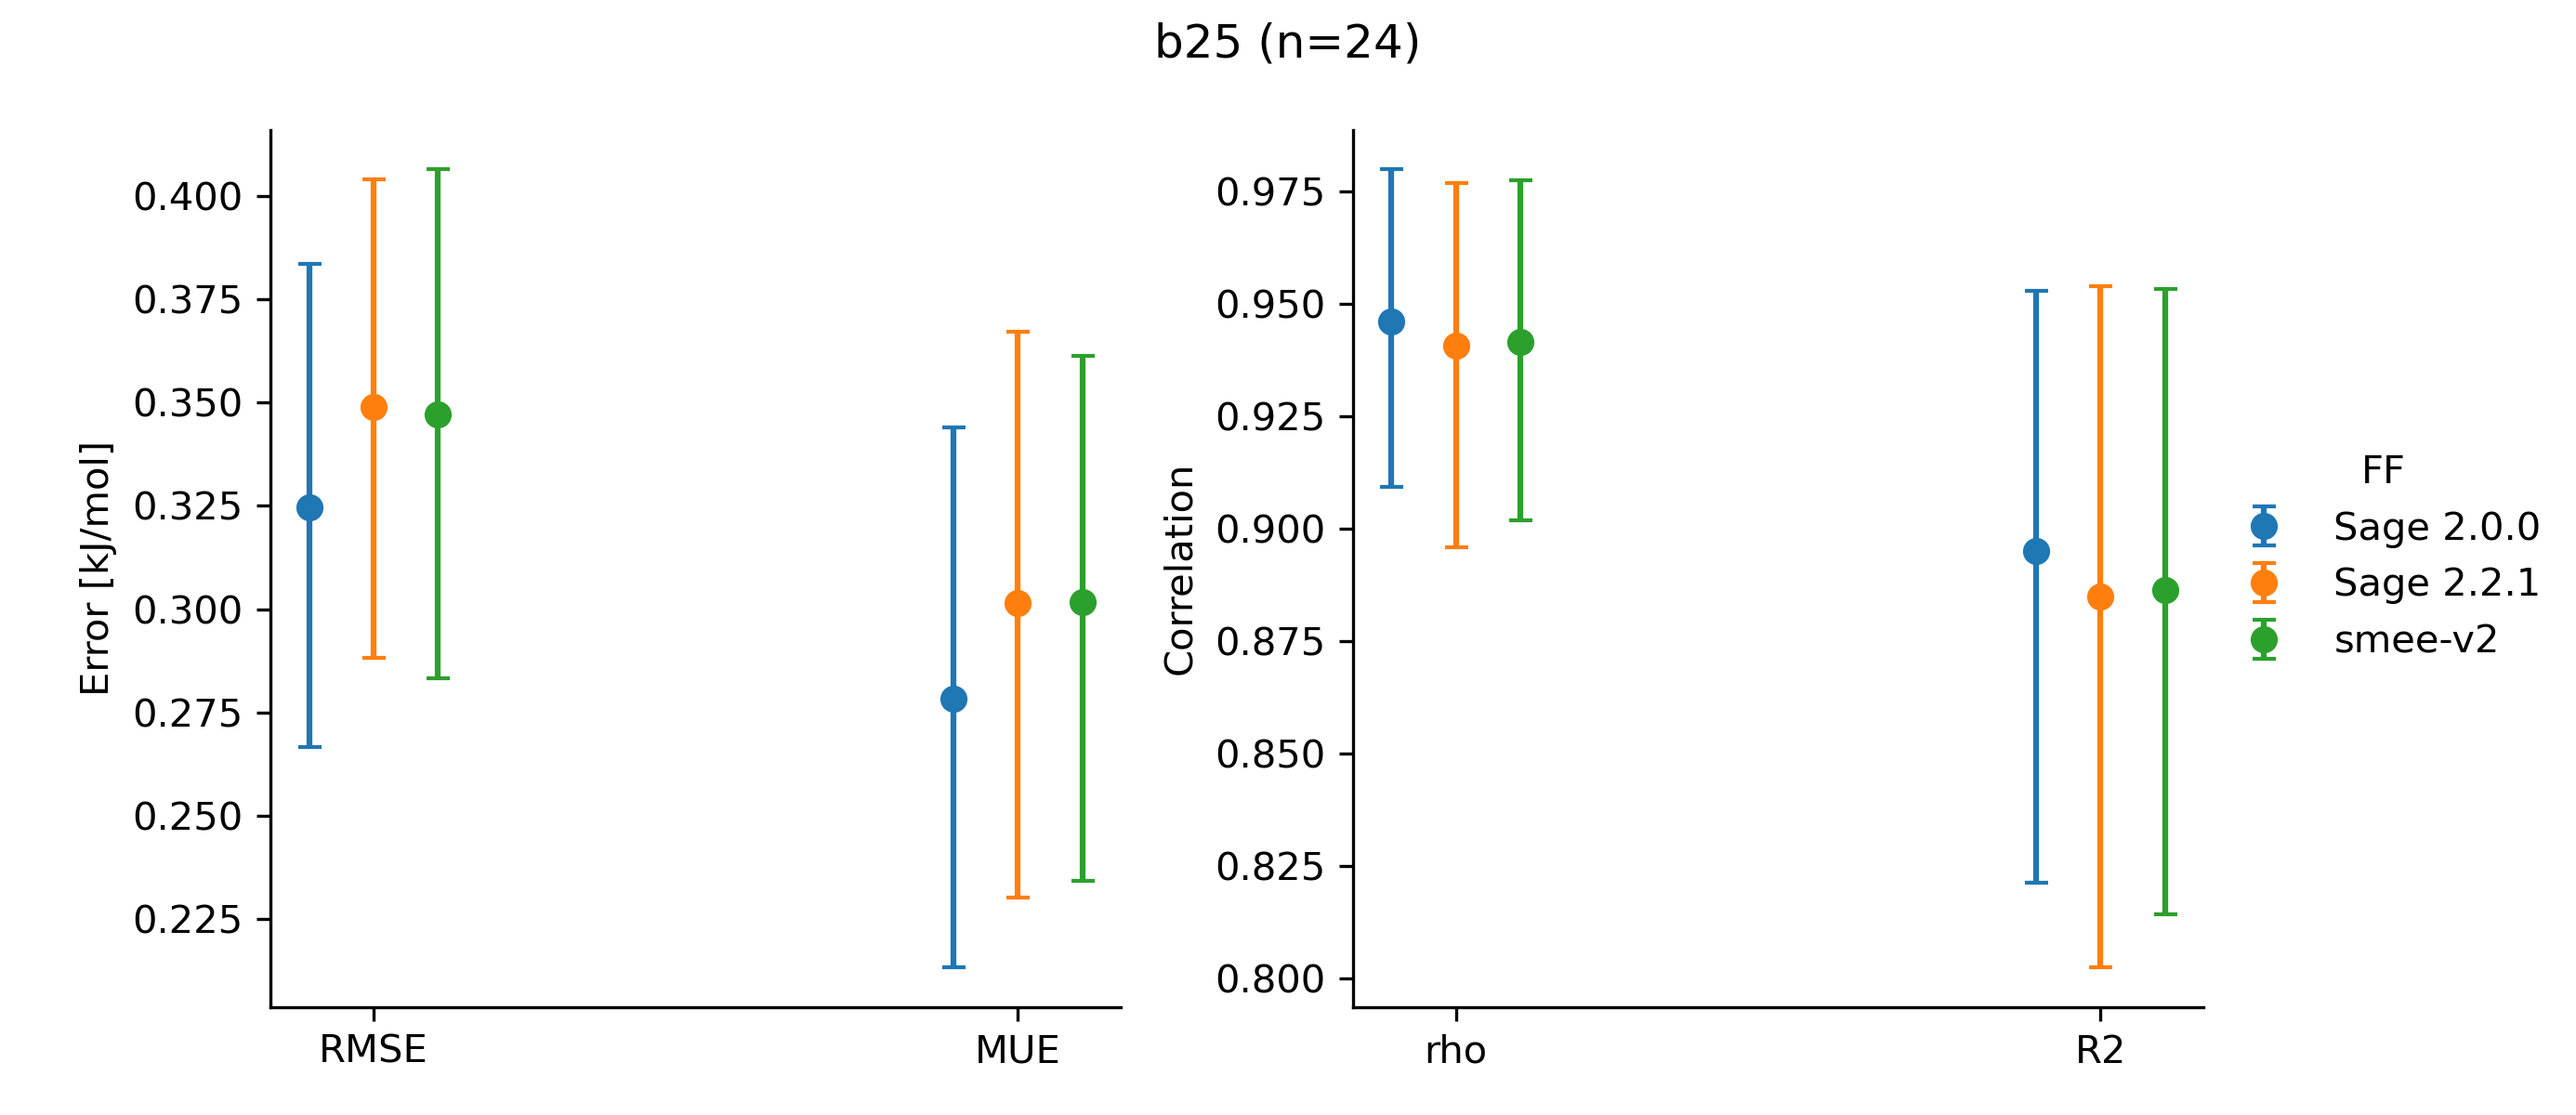 b25 (n=24)
Error [kJ/mol]
0.400
0.375
0.350
0.325
0.300
0.275
0.250
0.225
RMSE
MUE
Correlation
0.975
0.950
0.925
0.900
0.875
0.850
0.825
0.800
rho
R2
FF
Sage 2.0.0
Sage 2.2.1
smee-v2